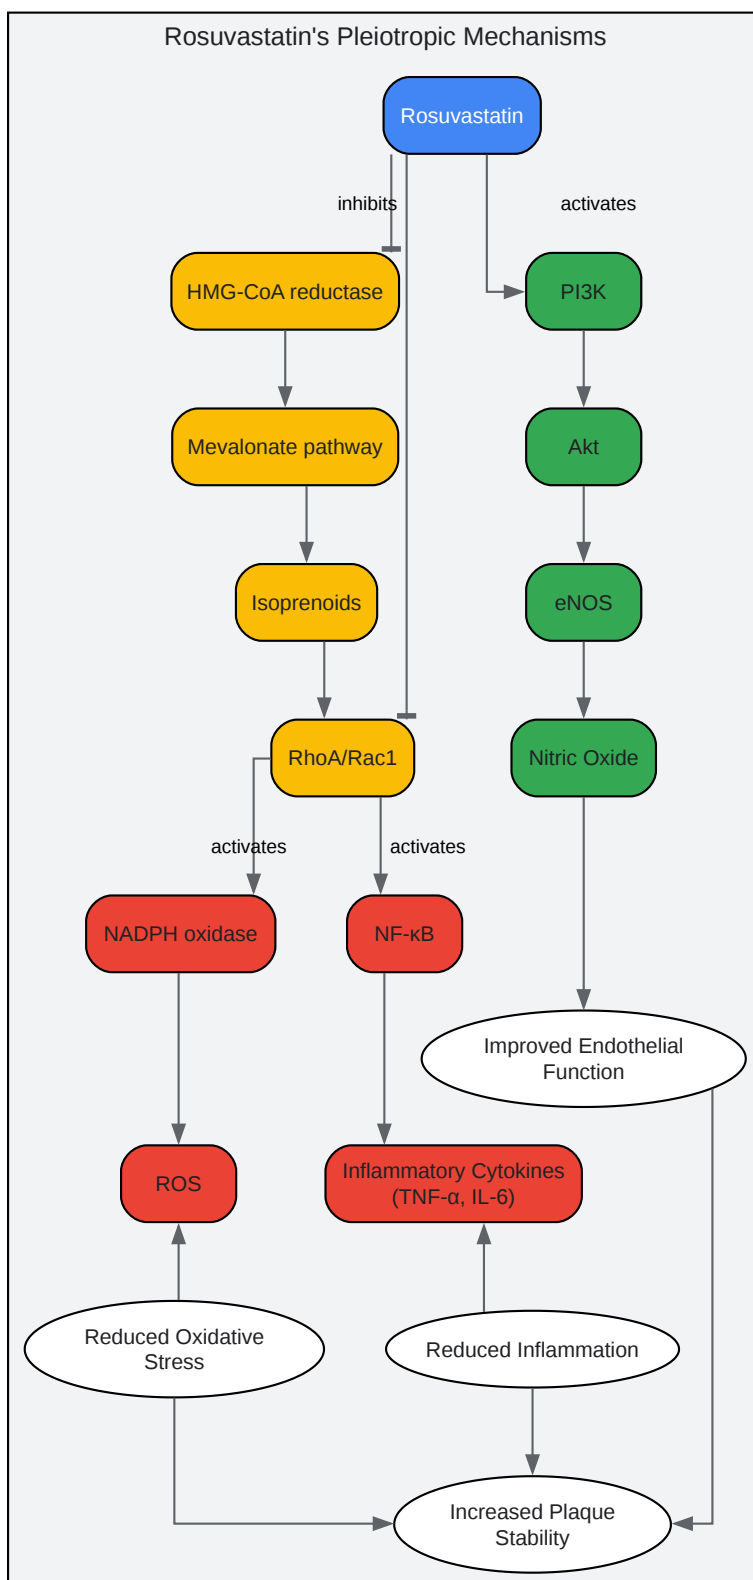 Rosuvastatin's Pleiotropic Mechanisms
Rosuvastatin
inhibits
activates
HMG-CoA reductase
PI3K
Mevalonate pathway
Akt
Isoprenoids
eNOS
RhoA/Rac1
Nitric Oxide
activates
activates
NADPH oxidase
NF-κB
Improved Endothelial
Function
ROS
Inflammatory Cytokines
(TNF-α, IL-6)
Reduced Oxidative
Stress
Reduced Inflammation
Increased Plaque
Stability